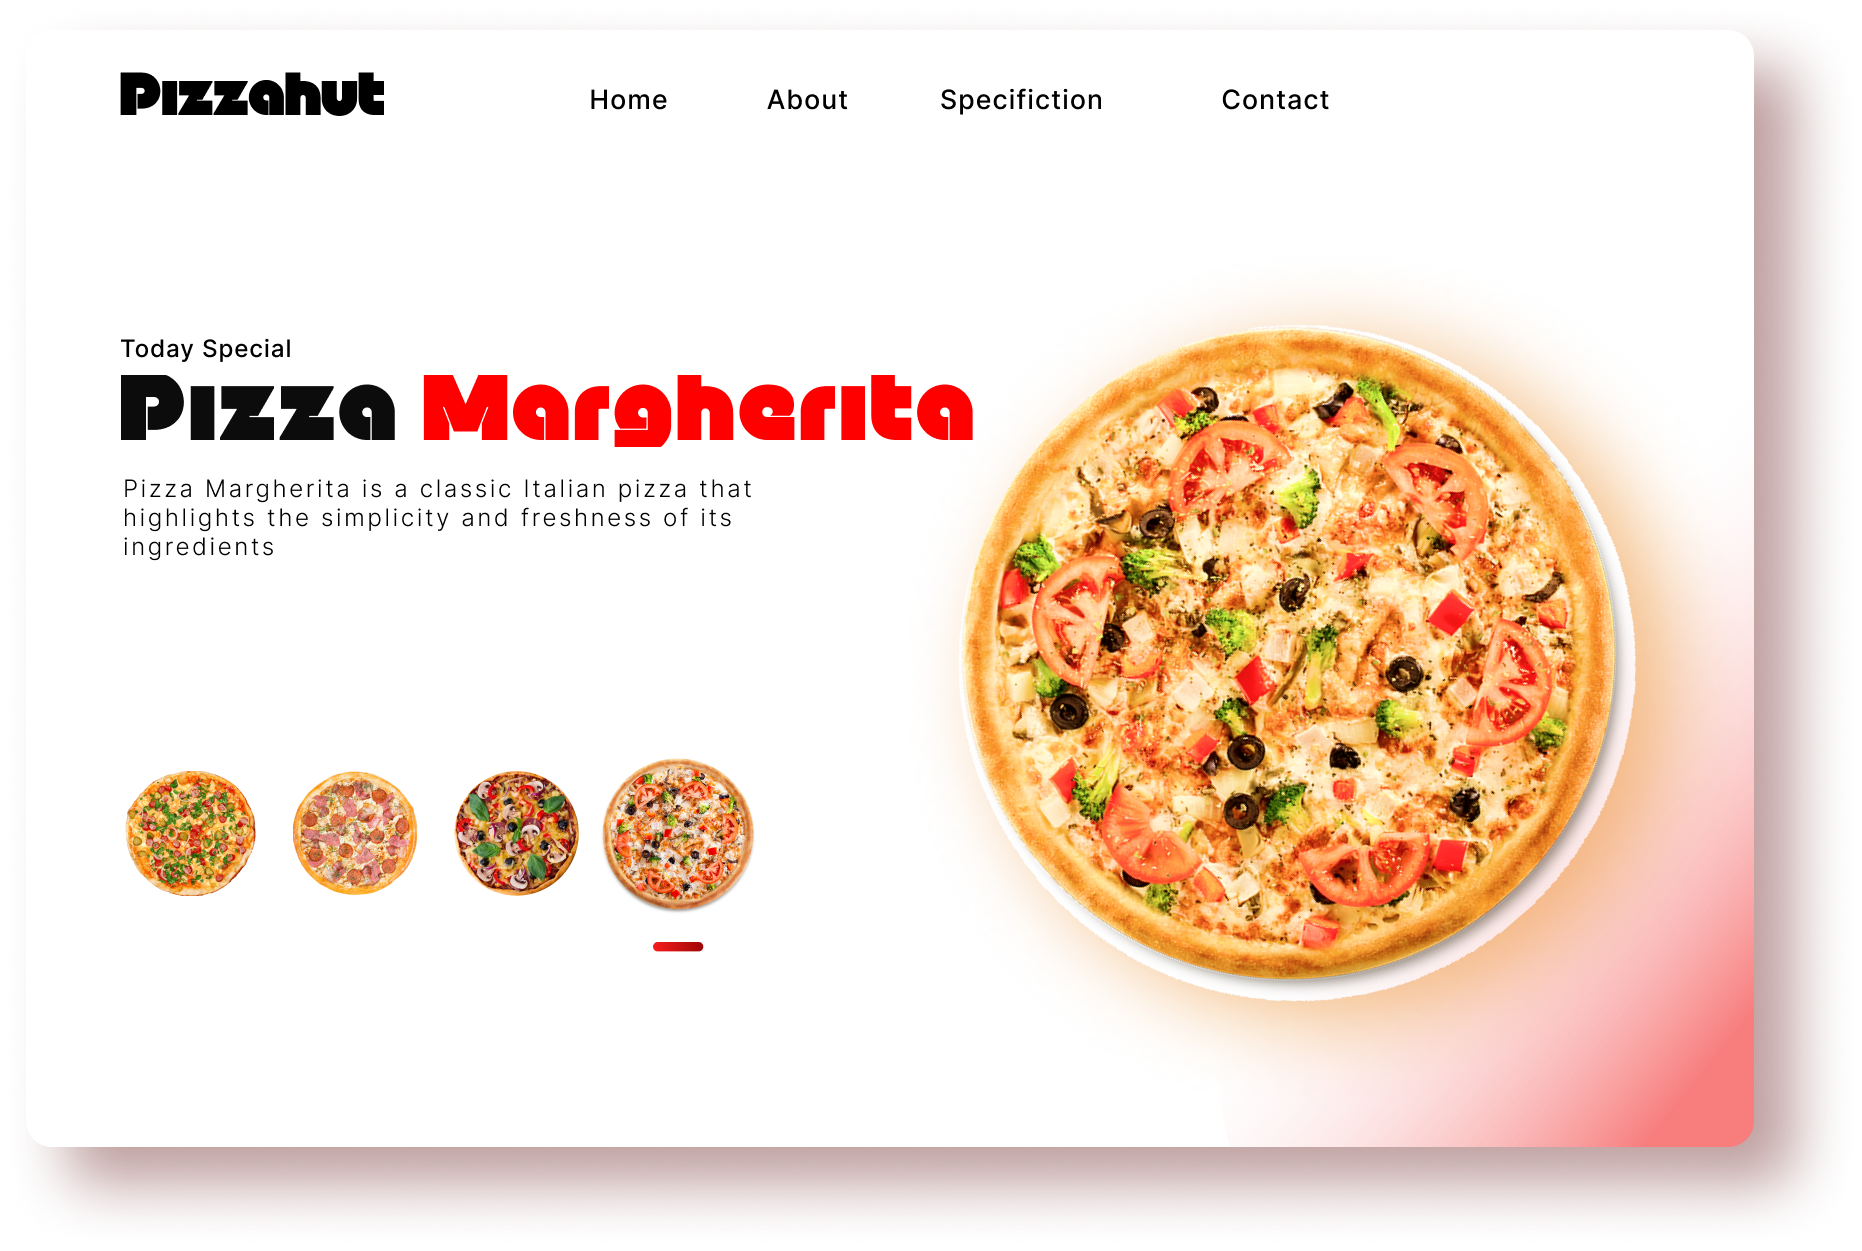 Pizzahut
Home About Specifiction Contact
Today Special
Pizza Margherita
Pizza Margherita is a classic Italian pizza that
highlights the simplicity and freshness of its
ingredients